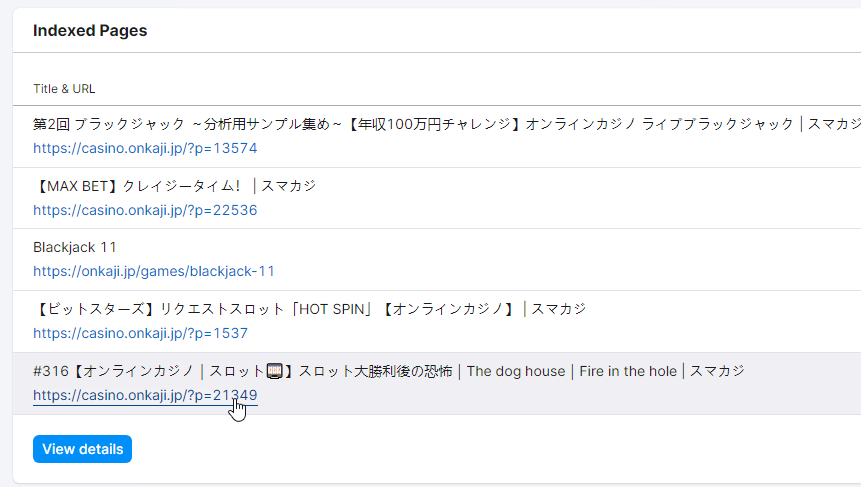 Indexed Pages
Title & URL
第2回 ブラックジャック ～分析用サンプル集め～【年収100万円チャレンジ】オンラインカジノ ライブブラックジャック | スマカジ
https://casino.onkaji.jp/?p=13574
【MAX BET】クレイジータイム！ | スマカジ
https://casino.onkaji.jp/?p=22536
Blackjack 11
https://onkaji.jp/games/blackjack-11
【ビットスターズ】リクエストスロット「HOT SPIN」【オンラインカジノ】 | スマカジ
https://casino.onkaji.jp/?p=1537
#316【オンラインカジノ｜スロット🎰】スロット大勝利後の恐怖｜The dog house｜Fire in the hole | スマカジ
https://casino.onkaji.jp/?p=21349
View details